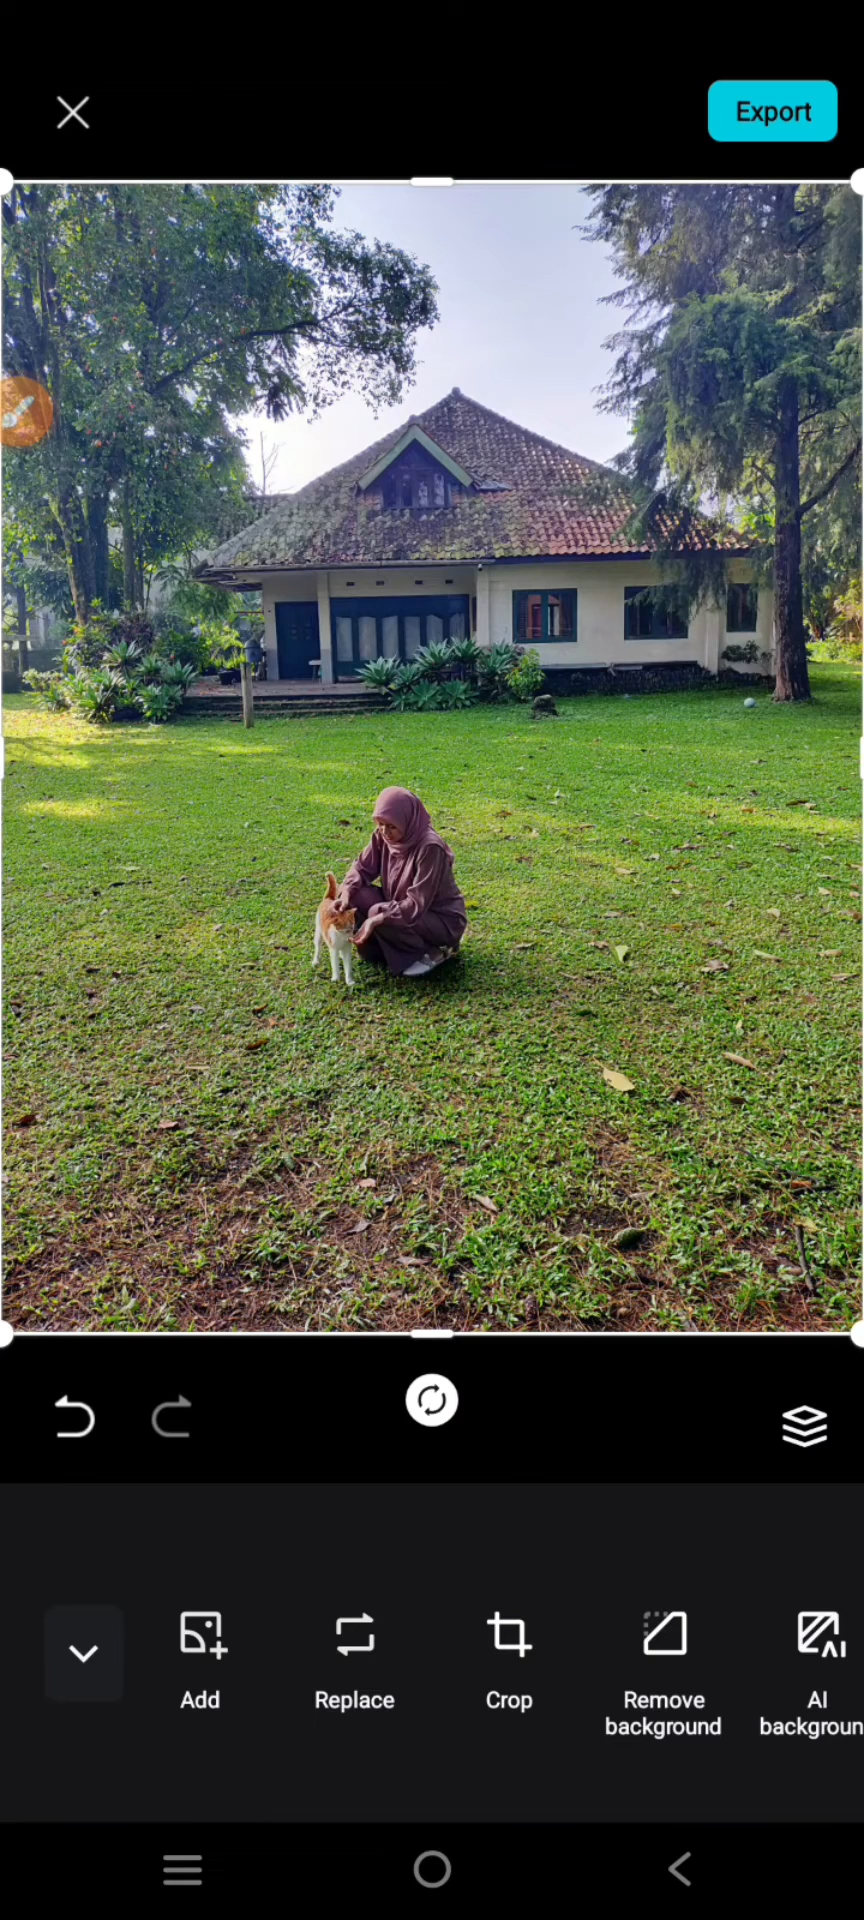 Export
Add
Replace
Crop
Remove
background
AI
backgroun